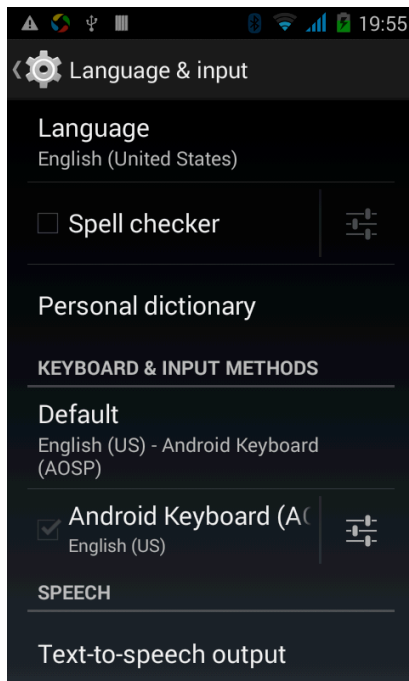 19:55
Language & input
Language
English (United States)
Spell checker
Personal dictionary
KEYBOARD & INPUT METHODS
Default
English (US) - Android Keyboard
(AOSP)
Android Keyboard (A
English (US)
SPEECH
Text-to-speech output